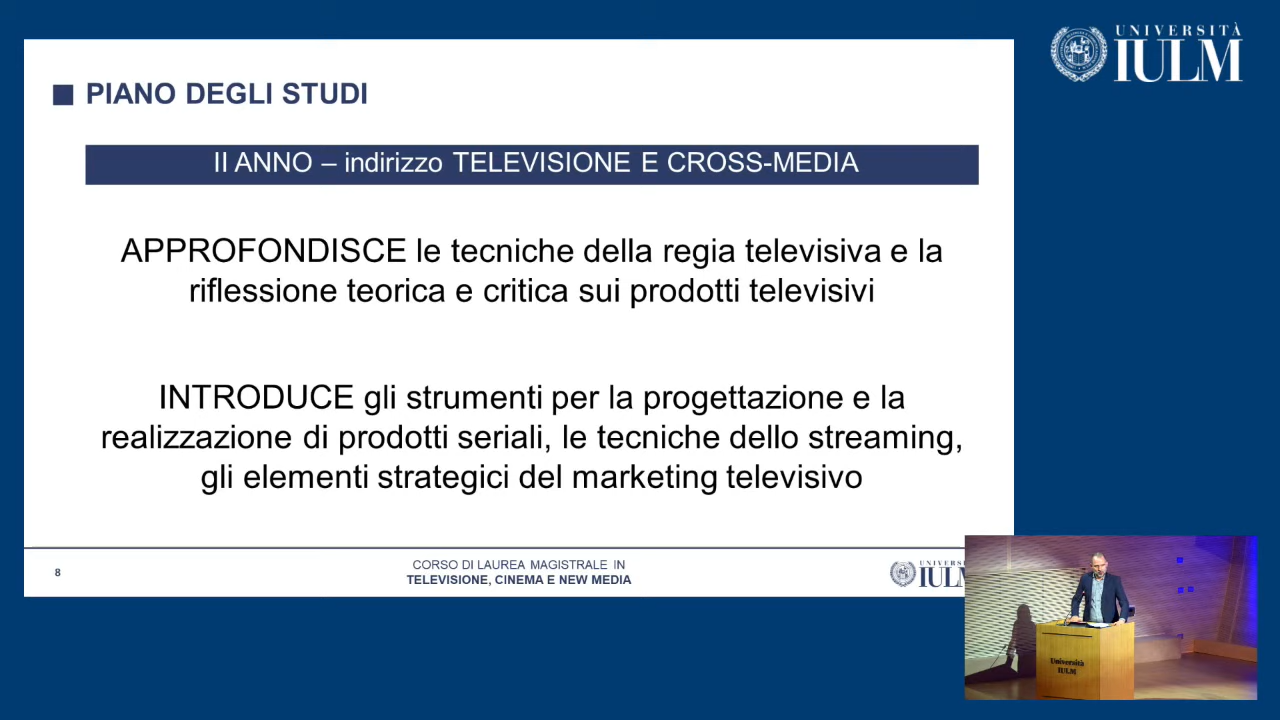 UNIVERSITÀ
IULM
PIANO DEGLI STUDI
II ANNO – indirizzo TELEVISIONE E CROSS-MEDIA
APPROFONDISCE le tecniche della regia televisiva e la
riflessione teorica e critica sui prodotti televisivi
INTRODUCE gli strumenti per la progettazione e la
realizzazione di prodotti seriali, le tecniche dello streaming,
gli elementi strategici del marketing televisivo
8
CORSO DI LAUREA MAGISTRALE IN
TELEVISIONE, CINEMA E NEW MEDIA
Università
IULM